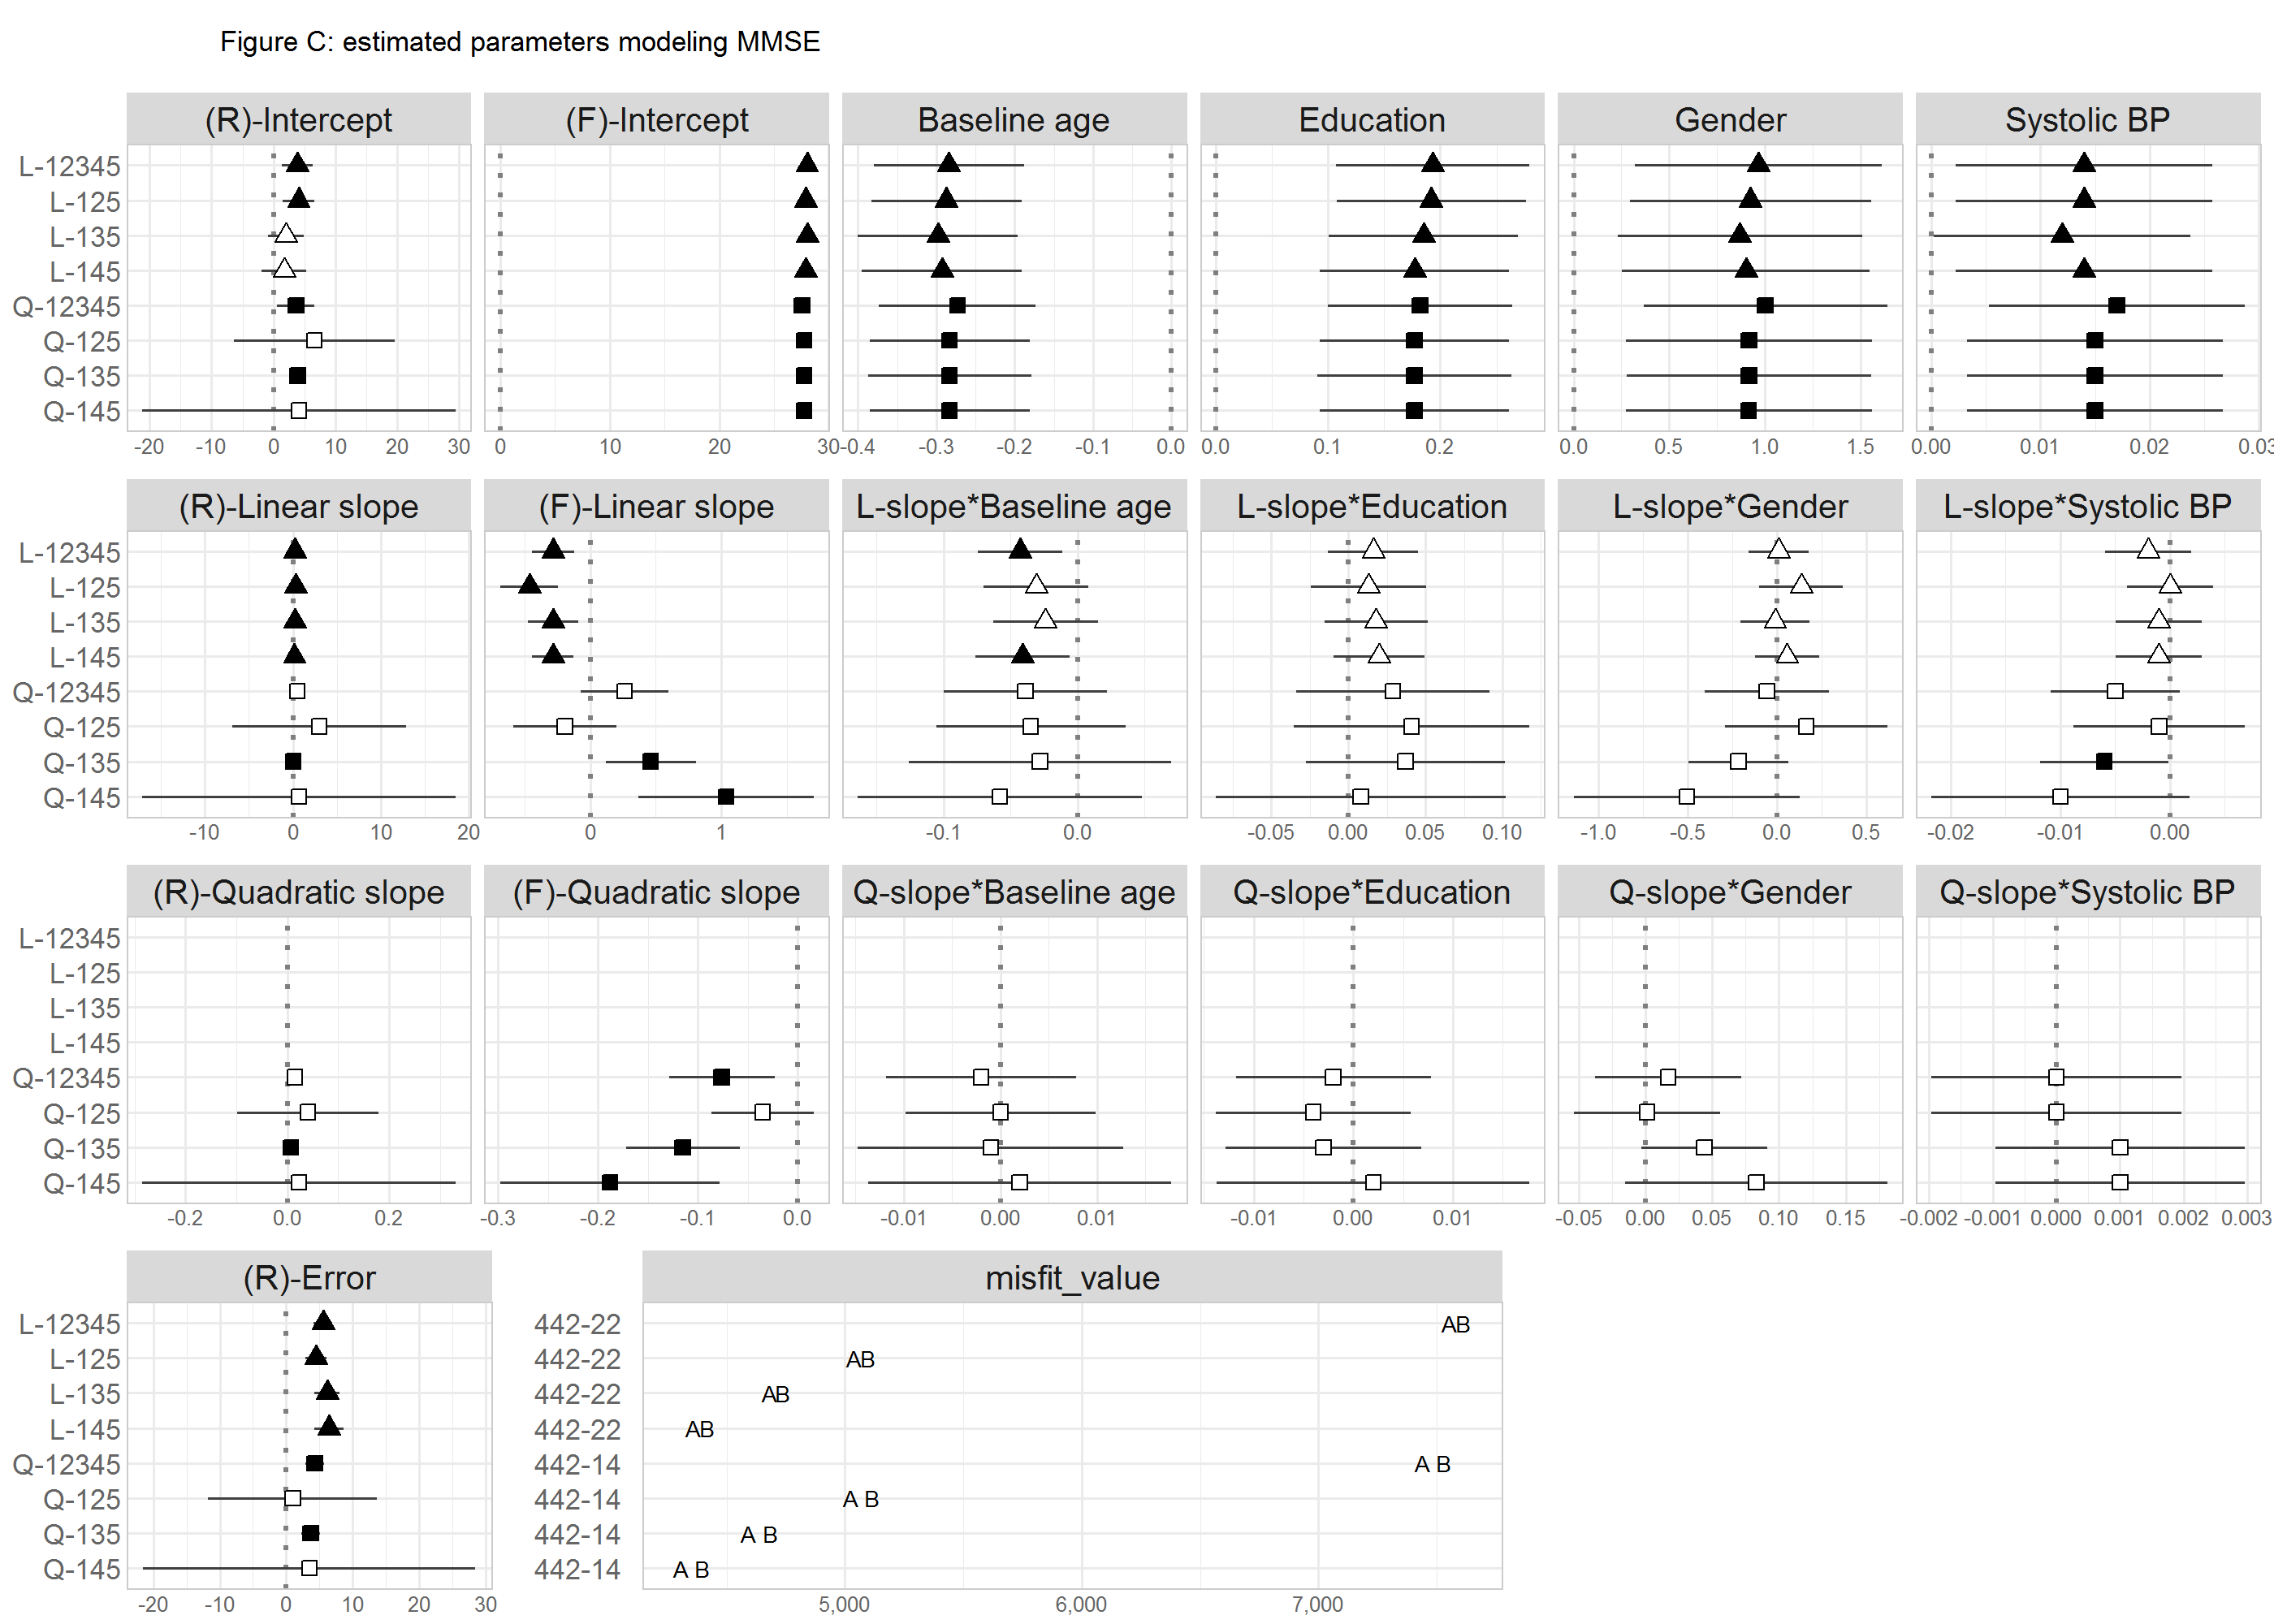 Figure C: estimated parameters modeling MMSE
(R)-Intercept (F)-Intercept Baseline age Education Gender Systolic BP
L-12345
L-125
L-135
L-145
Q-12345
Q-125
Q-135
Q-145
-20 -10 0 10 20 30 0 10 20 30 -0.4 -0.3 -0.2 -0.1 0.0 0.0 0.1 0.2 0.0 0.5 1.0 1.5 0.00 0.01 0.02 0.03
(R)-Linear slope (F)-Linear slope L-slope*Baseline age L-slope*Education L-slope*Gender L-slope*Systolic BP
L-12345
L-125
L-135
L-145
Q-12345
Q-125
Q-135
Q-145
-10 0 10 20 0 1 -0.1 0.0 -0.05 0.00 0.05 0.10 -1.0 -0.5 0.0 0.5 -0.02 -0.01 0.00
(R)-Quadratic slope (F)-Quadratic slope Q-slope*Baseline age Q-slope*Education Q-slope*Gender Q-slope*Systolic BP
L-12345
L-125
L-135
L-145
Q-12345
Q-125
Q-135
Q-145
-0.2 0.0 0.2 -0.3 -0.2 -0.1 0.0 -0.01 0.00 0.01 -0.01 0.00 0.01 -0.05 0.00 0.05 0.10 0.15 -0.002 -0.001 0.000 0.001 0.002 0.003
(R)-Error misfit_value
L-12345 442-22 AB
L-125 442-22 AB
L-135 442-22 AB
L-145 442-22 AB
Q-12345 442-14 A B
Q-125 442-14 A B
Q-135 442-14 A B
Q-145 442-14 A B
-20 -10 0 10 20 30 5,000 6,000 7,000